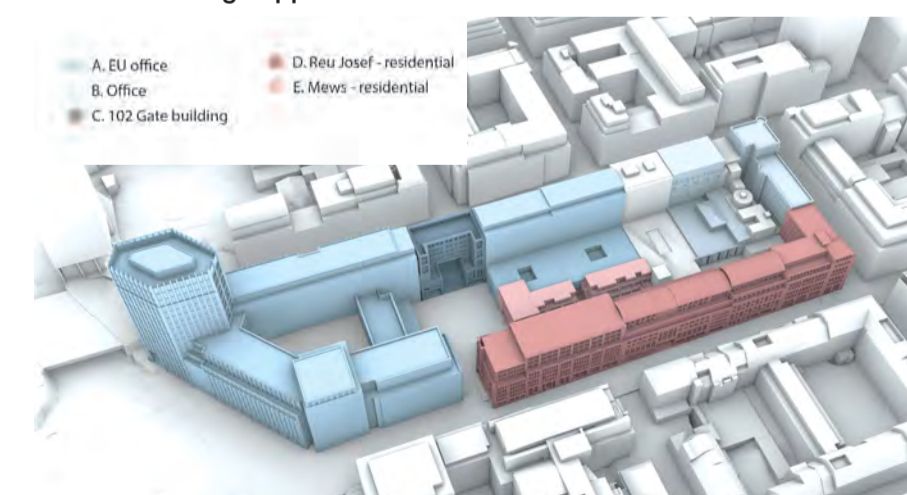 A. EU office
B. Office
C. 102 Gate building
D. Reu Josef - residential
E. Mews - residential